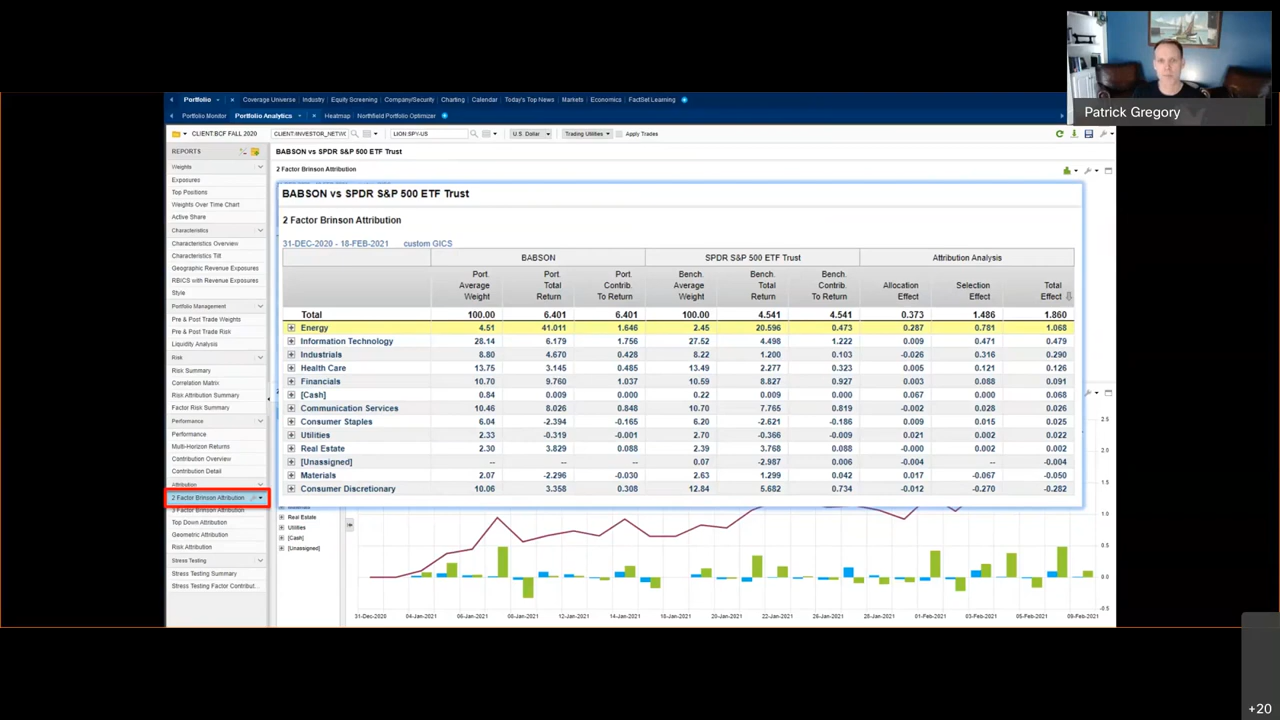 Patrick Gregory
Portfolio Coverage Universe Industry Equity Screening Company/Security Charting Calendar Today's Top News Markets Economics FactSet Learning
Portfolio Monitor Portfolio Analytics Heatmap Northfield Portfolio Optimizer
CLIENT:BCF FALL 2020 CLIENT:INVESTOR_NETWO LION:SPY-US U.S. Dollar Trading Utilities Apply Trades
REPORTS
Weights
Exposures
Top Positions
Weights Over Time Chart
Active Share
Characteristics
Characteristics Overview
Characteristics Tilt
Geographic Revenue Exposures
RBICS with Revenue Exposures
Style
Portfolio Management
Pre & Post Trade Weights
Pre & Post Trade Risk
Liquidity Analysis
Risk
Risk Summary
Correlation Matrix
Risk Attribution Summary
Factor Risk Summary
Performance
Performance
Multi-Horizon Returns
Contribution Overview
Contribution Detail
Attribution
2 Factor Brinson Attribution
3 Factor Brinson Attribution
Top Down Attribution
Geometric Attribution
Risk Attribution
Stress Testing
Stress Testing Summary
Stress Testing Factor Contribut...
BABSON vs SPDR S&P 500 ETF Trust
2 Factor Brinson Attribution
BABSON vs SPDR S&P 500 ETF Trust
2 Factor Brinson Attribution
31-DEC-2020 - 18-FEB-2021 custom GICS
BABSON SPDR S&P 500 ETF Trust Attribution Analysis
Port. Port. Port. Bench. Bench. Bench.
Average Total Contrib. Average Total Contrib. Allocation Selection Total
Weight Return To Return Weight Return To Return Effect Effect Effect
Total 100.00 6.401 6.401 100.00 4.541 4.541 0.373 1.486 1.860
Energy 4.51 41.011 1.646 2.45 20.596 0.473 0.287 0.781 1.068
Information Technology 28.14 6.179 1.756 27.52 4.498 1.222 0.009 0.471 0.479
Industrials 8.80 4.670 0.428 8.22 1.200 0.103 -0.026 0.316 0.290
Health Care 13.75 3.145 0.485 13.49 2.277 0.323 0.005 0.121 0.126
Financials 10.70 9.760 1.037 10.59 8.827 0.927 0.003 0.088 0.091
[Cash] 0.84 0.009 0.000 0.22 0.009 0.000 0.067 0.000 0.068
Communication Services 10.46 8.026 0.848 10.70 7.765 0.819 -0.002 0.028 0.026
Consumer Staples 6.04 -2.394 -0.165 6.20 -2.621 -0.186 0.009 0.015 0.025
Utilities 2.33 -0.319 -0.001 2.70 -0.366 -0.009 0.021 0.002 0.022
Real Estate 2.30 3.829 0.088 2.39 3.768 0.088 -0.000 0.002 0.002
[Unassigned] -- -- -- 0.07 -2.987 0.006 -0.004 -- -0.004
Materials 2.07 -2.296 -0.030 2.63 1.299 0.042 0.017 -0.067 -0.050
Consumer Discretionary 10.06 3.358 0.308 12.84 5.682 0.734 -0.012 -0.270 -0.282
Real Estate
Utilities
[Cash]
[Unassigned]
2.5
2.0
1.5
1.0
0.5
0.0
-0.5
31-Dec-2020 04-Jan-2021 06-Jan-2021 08-Jan-2021 12-Jan-2021 14-Jan-2021 18-Jan-2021 20-Jan-2021 22-Jan-2021 26-Jan-2021 28-Jan-2021 01-Feb-2021 03-Feb-2021 05-Feb-2021 09-Feb-2021
+20